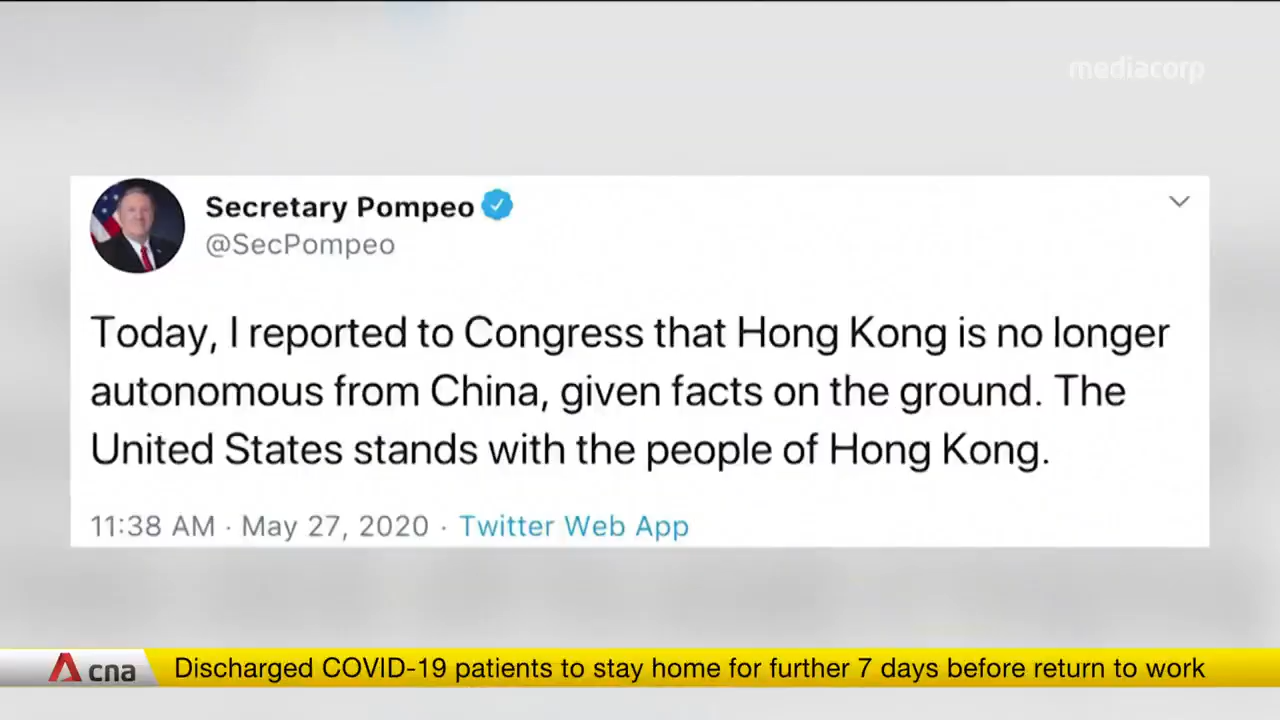 mediacorp
Secretary Pompeo
@SecPompeo
Today, I reported to Congress that Hong Kong is no longer
autonomous from China, given facts on the ground. The
United States stands with the people of Hong Kong.
11:38 AM · May 27, 2020 · Twitter Web App
cna Discharged COVID-19 patients to stay home for further 7 days before return to work